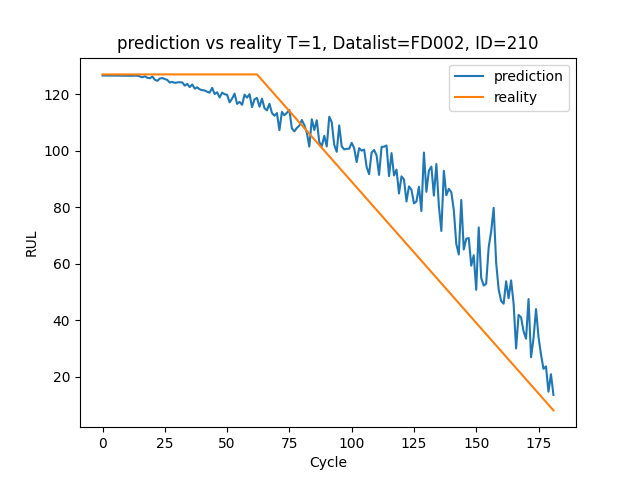 prediction vs reality T=1, Datalist=FD002, ID=210
prediction
reality
120
100
80
60
40
20
RUL
0 25 50 75 100 125 150 175
Cycle